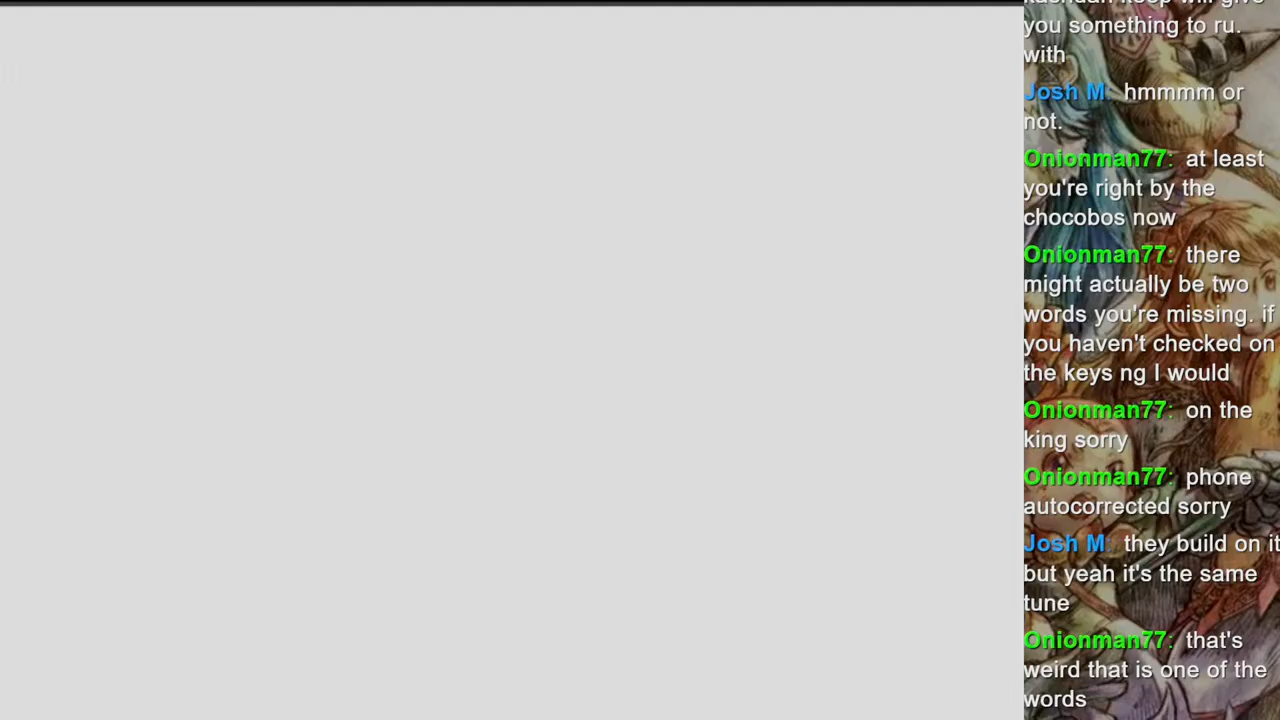 you something to ru.
with
Josh M: hmmmm or
not.
Onionman77: at least
you're right by the
chocobos now
Onionman77: there
might actually be two
words you're missing. if
you haven't checked on
the keys ng I would
Onionman77: on the
king sorry
Onionman77: phone
autocorrected sorry
Josh M: they build on it
but yeah it's the same
tune
Onionman77: that's
weird that is one of the
words